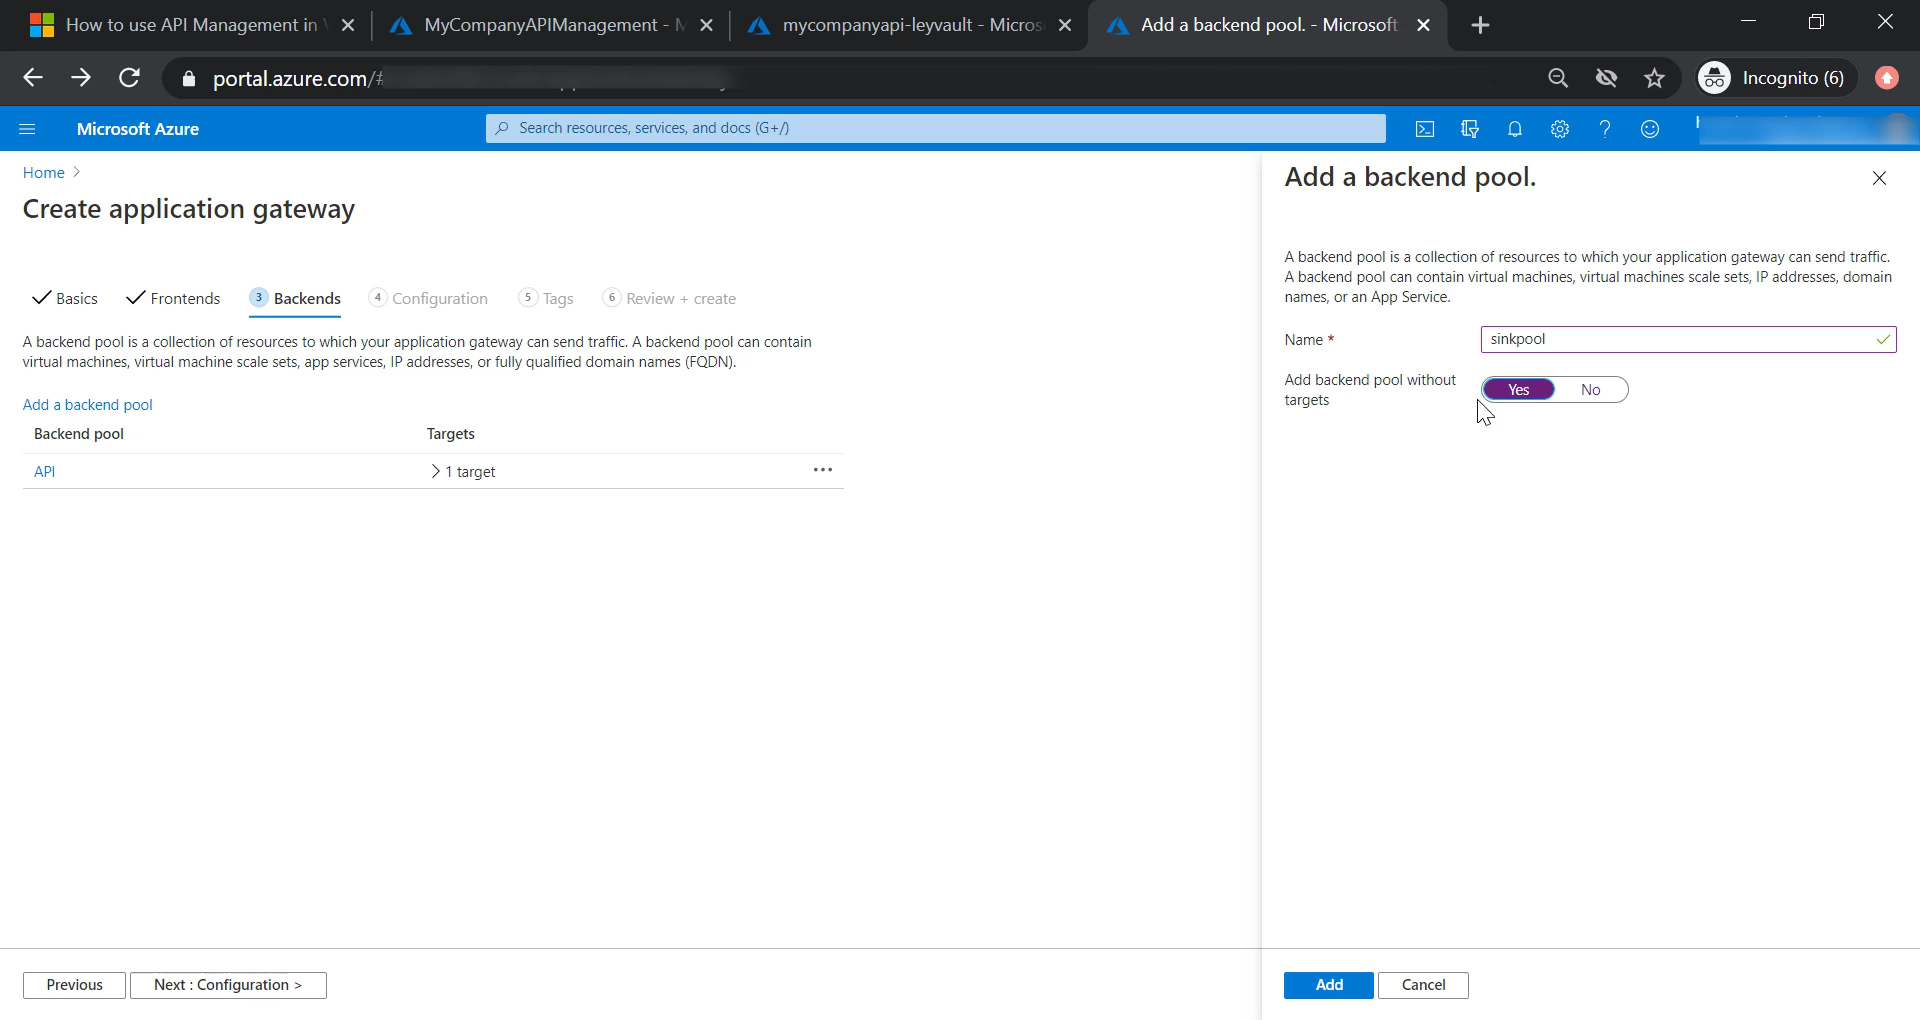 How to use API Management in
MyCompanyAPIManagement -
mycompanyapi-leyvault - Micros
Add a backend pool. - Microsoft
portal.azure.com/#
Incognito (6)
Microsoft Azure
Search resources, services, and docs (G+/)
Home >
Create application gateway
Basics
Frontends
3 Backends
4 Configuration
5 Tags
6 Review + create
A backend pool is a collection of resources to which your application gateway can send traffic. A backend pool can contain
virtual machines, virtual machine scale sets, app services, IP addresses, or fully qualified domain names (FQDN).
Add a backend pool
Backend pool Targets
API > 1 target ...
Previous
Next : Configuration >
Add a backend pool.
A backend pool is a collection of resources to which your application gateway can send traffic.
A backend pool can contain virtual machines, virtual machines scale sets, IP addresses, domain
names, or an App Service.
Name * sinkpool
Add backend pool without
targets
Yes No
Add
Cancel